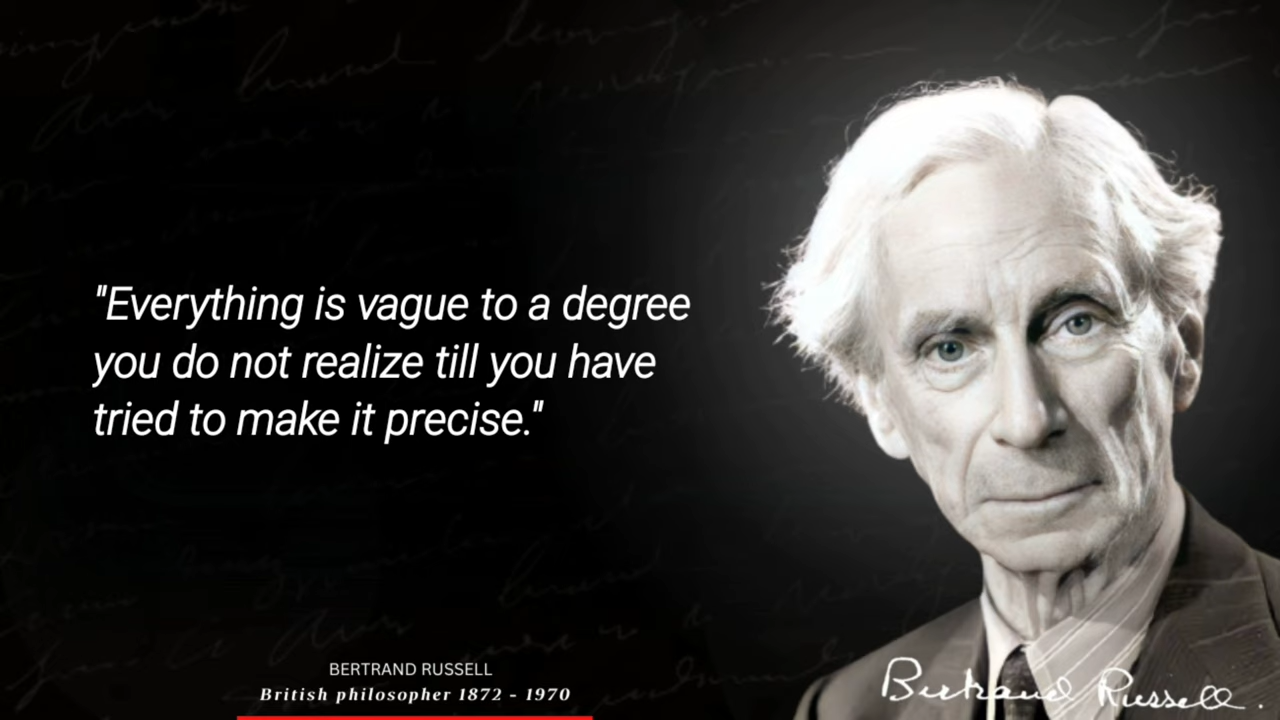 "Everything is vague to a degree
you do not realize till you have
tried to make it precise."
BERTRAND RUSSELL
British philosopher 1872 - 1970
Bertrand Russell.